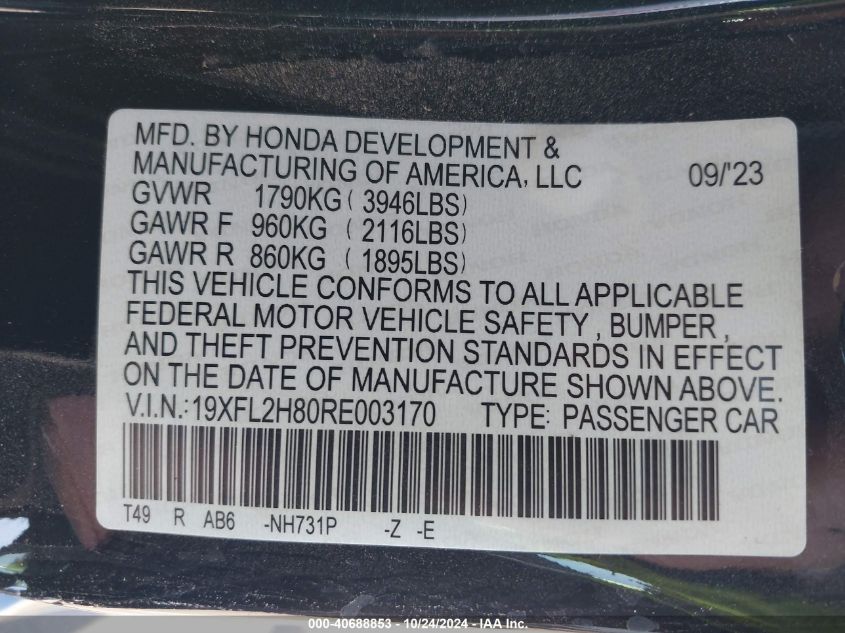 MFD. BY HONDA DEVELOPMENT &
MANUFACTURING OF AMERICA, LLC 09/'23
GVWR 1790KG ( 3946LBS)
GAWR F 960KG ( 2116LBS)
GAWR R 860KG ( 1895LBS)
THIS VEHICLE CONFORMS TO ALL APPLICABLE
FEDERAL MOTOR VEHICLE SAFETY , BUMPER ,
AND THEFT PREVENTION STANDARDS IN EFFECT
ON THE DATE OF MANUFACTURE SHOWN ABOVE.
V.I.N.:19XFL2H80RE003170 TYPE: PASSENGER CAR
T49 R AB6 -NH731P -Z -E
000-40688853 - 10/24/2024 - IAAI.COM